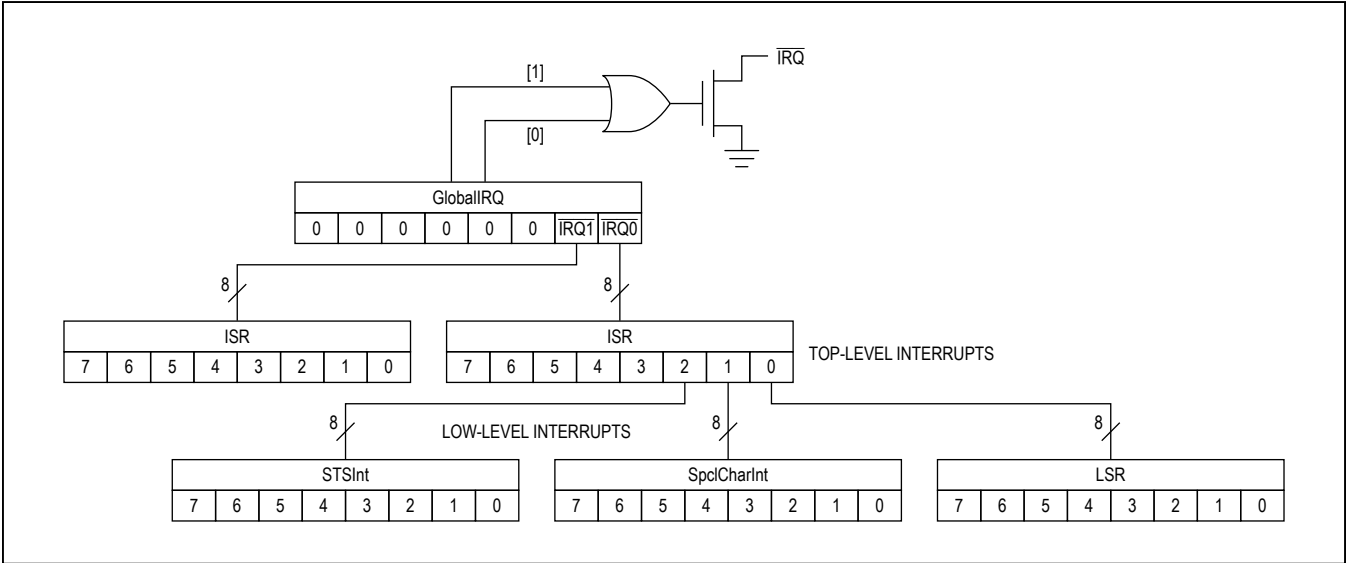 IRQ
[1]
[0]
GlobalIRQ
0 0 0 0 0 0 IRQ1 IRQ0
8 8
ISR ISR
TOP-LEVEL INTERRUPTS
7 6 5 4 3 2 1 0 7 6 5 4 3 2 1 0
8 LOW-LEVEL INTERRUPTS 8 8
STSInt SpclCharInt LSR
7 6 5 4 3 2 1 0 7 6 5 4 3 2 1 0 7 6 5 4 3 2 1 0